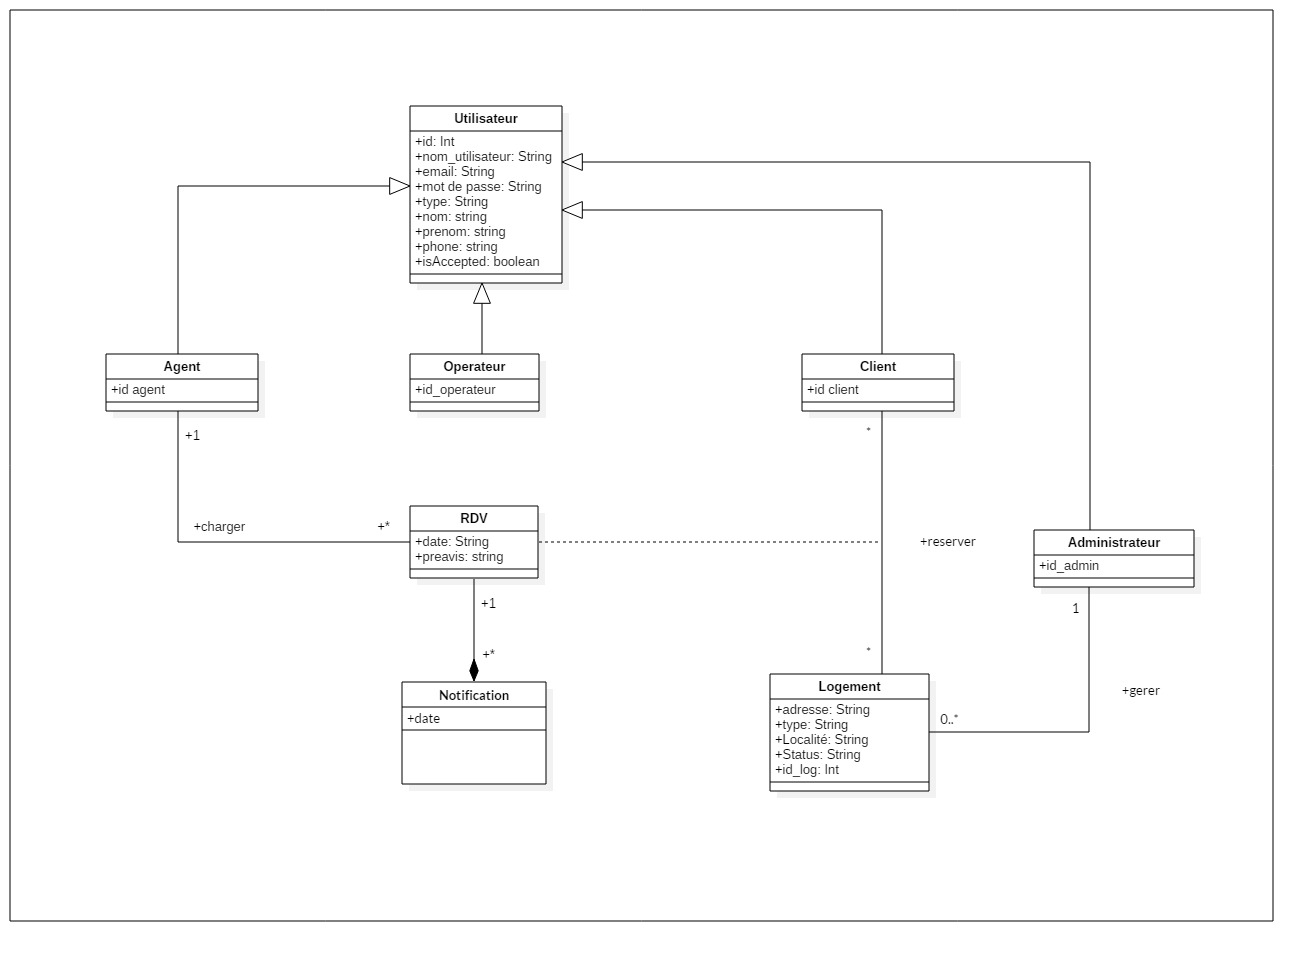 Utilisateur
+id: Int
+nom_utilisateur: String
+email: String
+mot de passe: String
+type: String
+nom: string
+prenom: string
+phone: string
+isAccepted: boolean
Agent
+id agent
Operateur
+id_operateur
Client
+id client
+1
*
+charger
+*
RDV
+date: String
+preavis: string
+reserver
Administrateur
+id_admin
+1
1
+*
*
Notification
+date
Logement
+adresse: String
+type: String
+Localité: String
+Status: String
+id_log: Int
0..*
+gerer